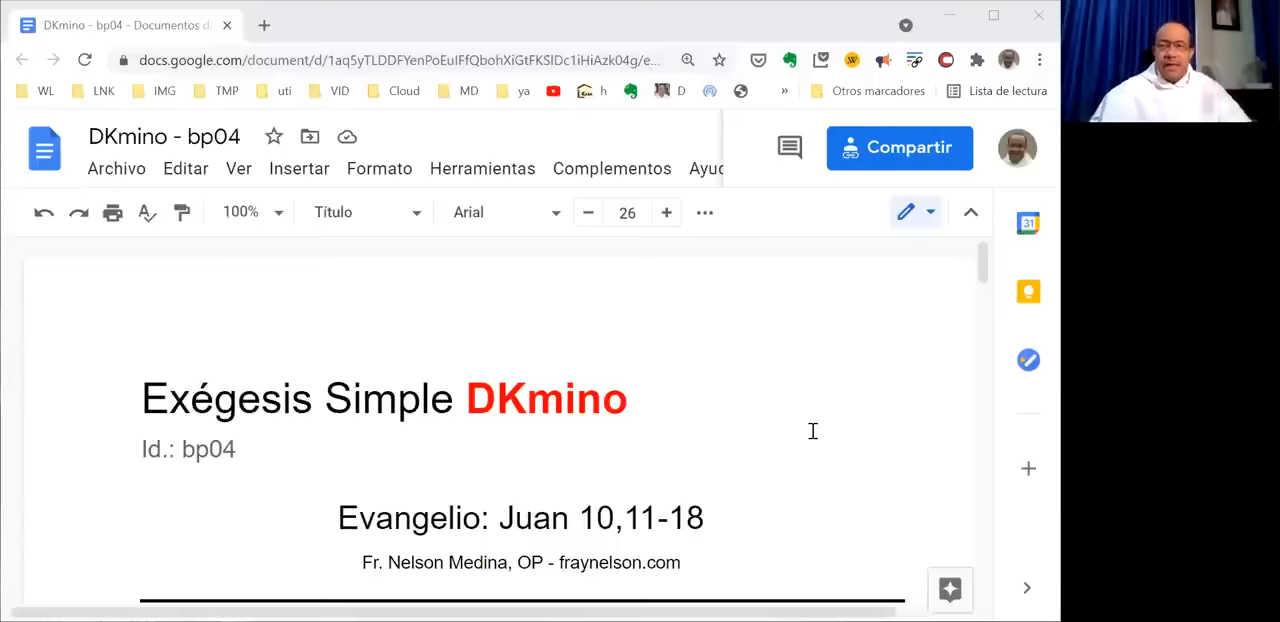 DKmino - bp04 - Documentos d
docs.google.com/document/d/1aq5yTLDDFYenPoEuIFfQbohXiGtFKSlDc1iHiAzk04g/e...
WL LNK IMG TMP uti VID Cloud MD ya h D » Otros marcadores Lista de lectura
DKmino - bp04
Compartir
Archivo Editar Ver Insertar Formato Herramientas Complementos Ayuc
100% Título Arial 26
31
Exégesis Simple DKmino
Id.: bp04
Evangelio: Juan 10,11-18
Fr. Nelson Medina, OP - fraynelson.com